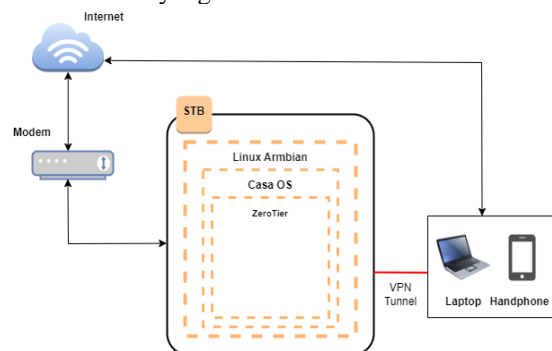 Internet
STB
Modem
Linux Armbian
Casa OS
ZeroTier
VPN
Tunnel
Laptop
Handphone